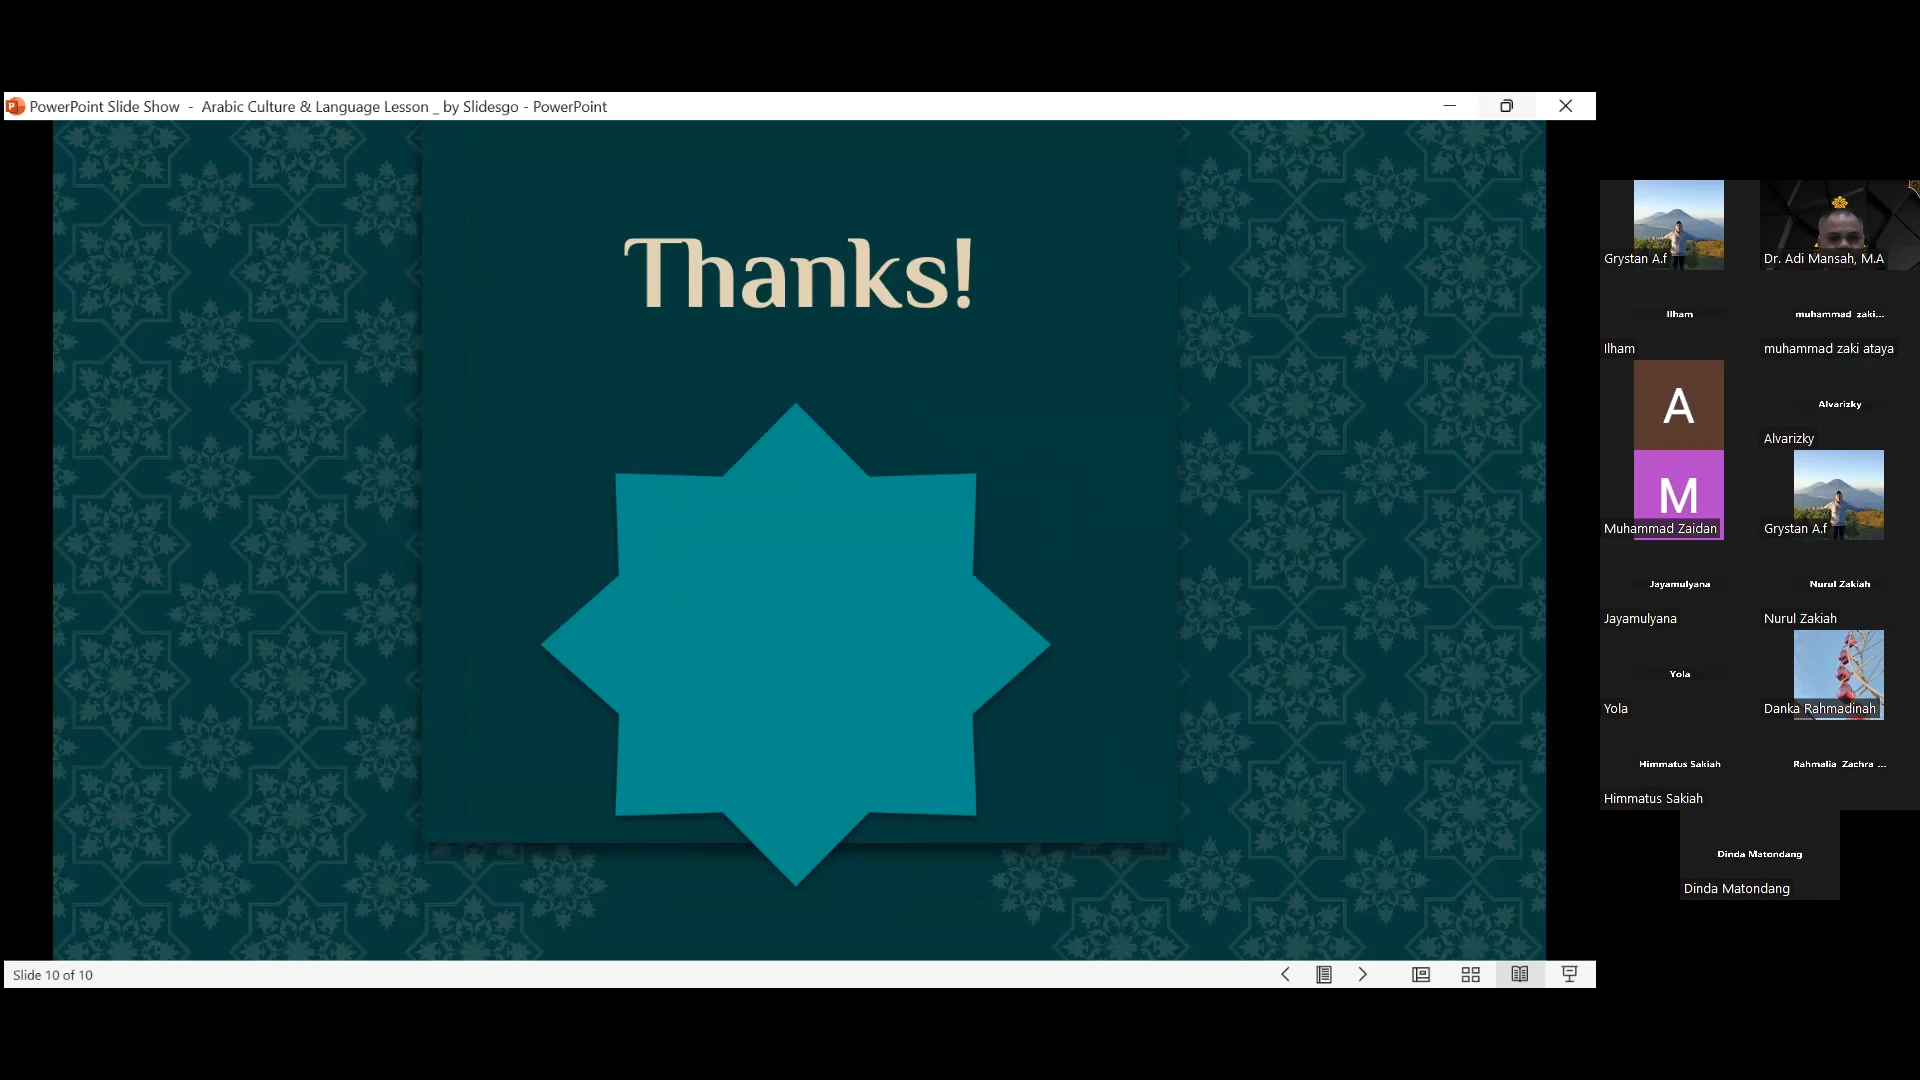 PowerPoint Slide Show - Arabic Culture & Language Lesson _ by Slidesgo - PowerPoint
Thanks!
Slide 10 of 10
Grystan A.f
Dr. Adi Mansah, M.A
Ilham
Ilham
muhammad zaki...
muhammad zaki ataya
A
Alvarizky
Alvarizky
M
Muhammad Zaidan
Grystan A.f
Jayamulyana
Jayamulyana
Nurul Zakiah
Nurul Zakiah
Yola
Yola
Danka Rahmadinah
Himmatus Sakiah
Himmatus Sakiah
Rahmalia Zachra ...
Dinda Matondang
Dinda Matondang